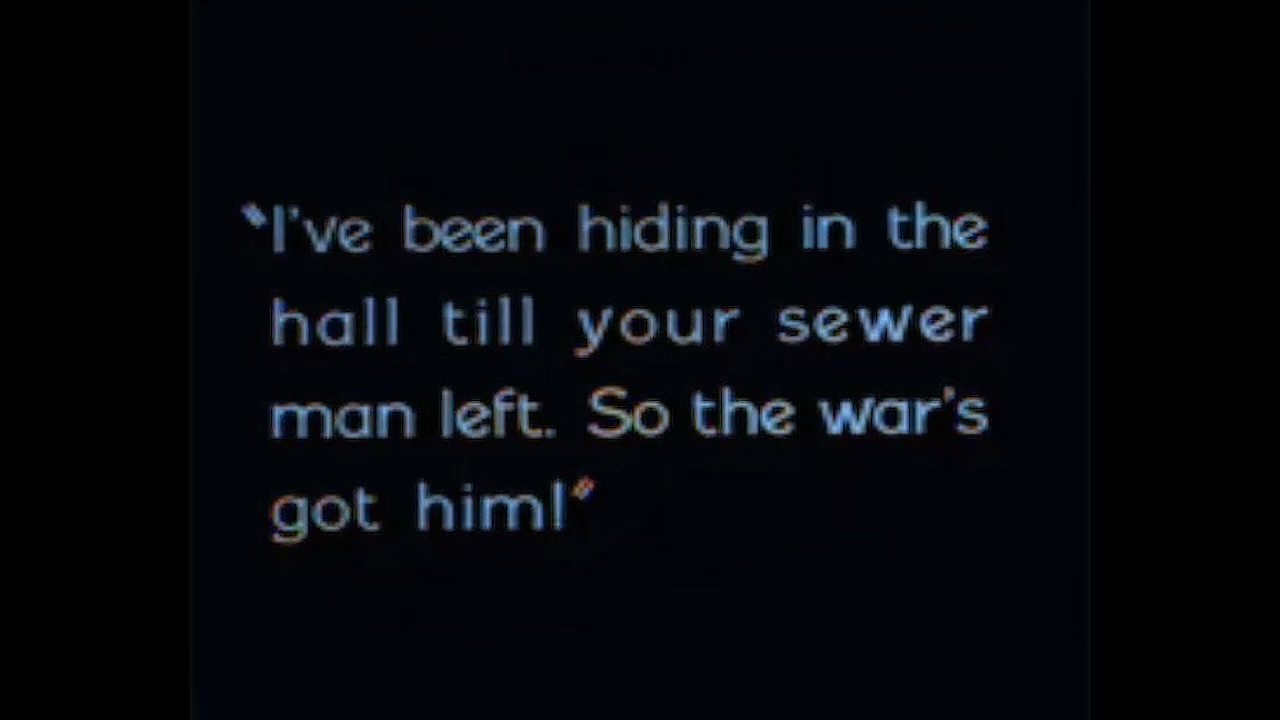 "I've been hiding in the
hall till your sewer
man left. So the war's
got him!"